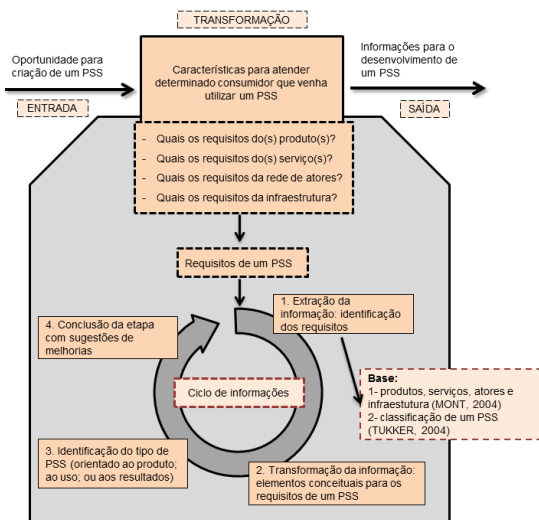 TRANSFORMAÇÃO
Oportunidade para
criação de um PSS
ENTRADA
Características para atender
determinado consumidor que venha
utilizar um PSS
Informações para o
desenvolvimento de
um PSS
SAÍDA
- Quais os requisitos do(s) produto(s)?
- Quais os requisitos do(s) serviço(s)?
- Quais os requisitos da rede de atores?
- Quais os requisitos da infraestrutura?
Requisitos de um PSS
1. Extração da
informação: identificação
dos requisitos
4. Conclusão da etapa
com sugestões de
melhorias
Ciclo de informações
Base:
1- produtos, serviços, atores e
infraestutura (MONT, 2004)
2- classificação de um PSS
(TUKKER, 2004)
3. Identificação do tipo de
PSS (orientado ao produto;
ao uso; ou aos resultados)
2. Transformação da informação:
elementos conceituais para os
requisitos de um PSS